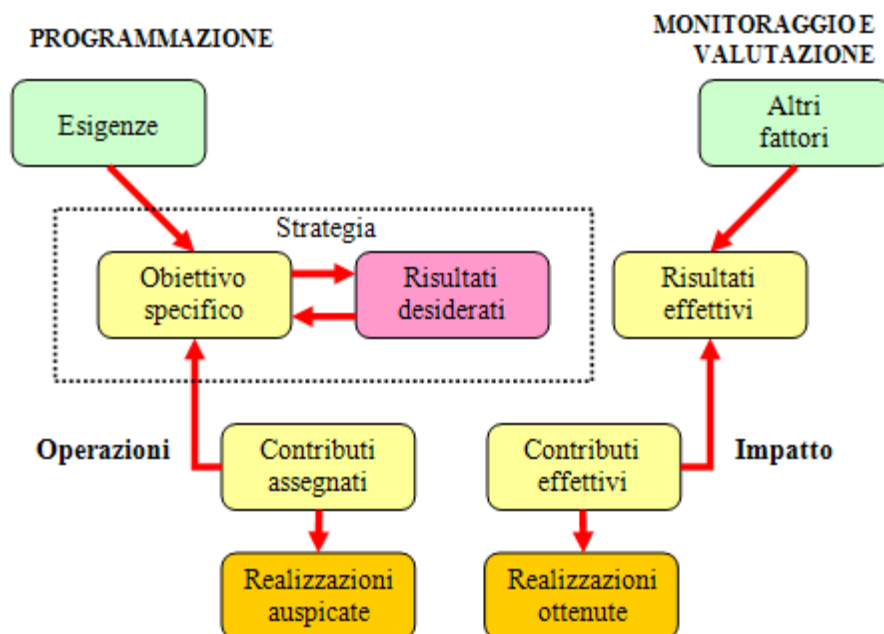 PROGRAMMAZIONE
MONITORAGGIO E
VALUTAZIONE
Esigenze
Altri
fattori
Strategia
Obiettivo
specifico
Risultati
desiderati
Risultati
effettivi
Operazioni
Contributi
assegnati
Contributi
effettivi
Impatto
Realizzazioni
auspicate
Realizzazioni
ottenute